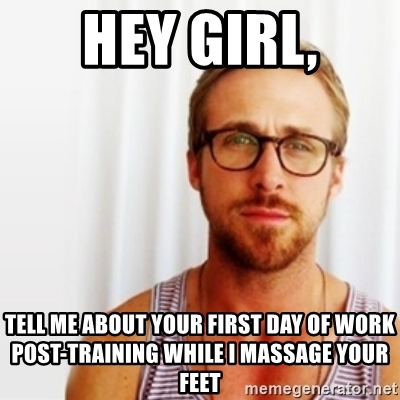 HEY GIRL,
TELL ME ABOUT YOUR FIRST DAY OF WORK
POST-TRAINING WHILE I MASSAGE YOUR
FEET
memegenerator.net